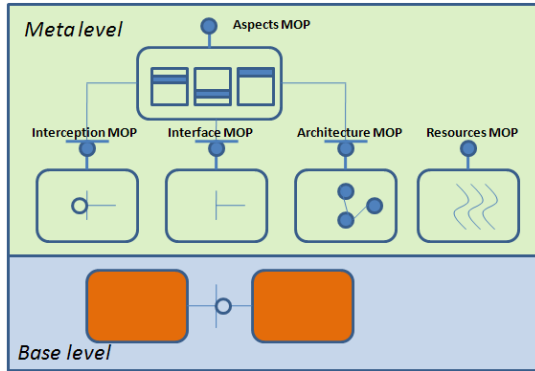 Meta level
Aspects MOP
Interception MOP
Interface MOP
Architecture MOP
Resources MOP
Base level